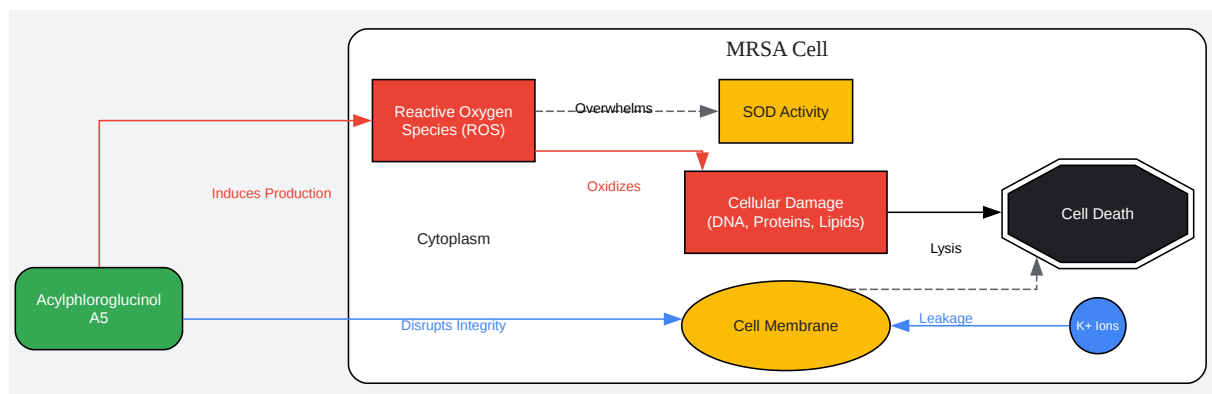 MRSA Cell
Reactive Oxygen
Species (ROS)
Overwhelms
SOD Activity
Induces Production
Oxidizes
Cellular Damage
(DNA, Proteins, Lipids)
Cell Death
Cytoplasm
Lysis
Acylphloroglucinol
A5
Disrupts Integrity
Cell Membrane
Leakage
K+ Ions